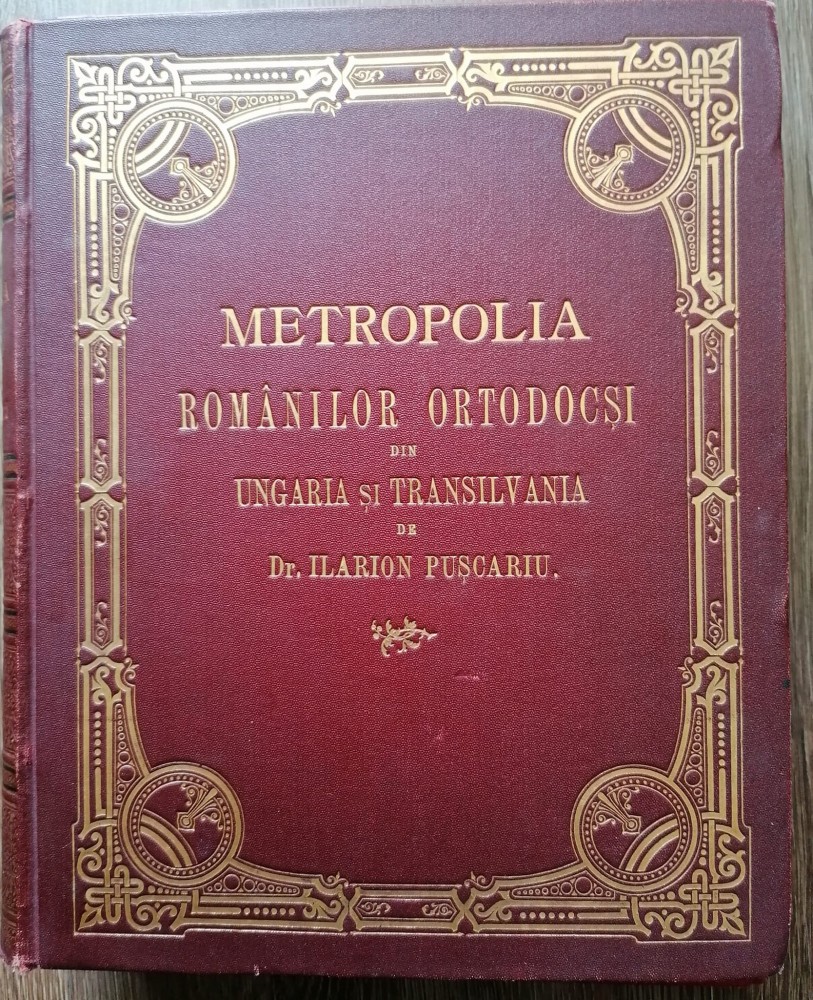 METROPOLIA
ROMÂNILOR ORTODOCȘI
DIN
UNGARIA ȘI TRANSILVANIA
DE
Dr. ILARION PUȘCARIU.